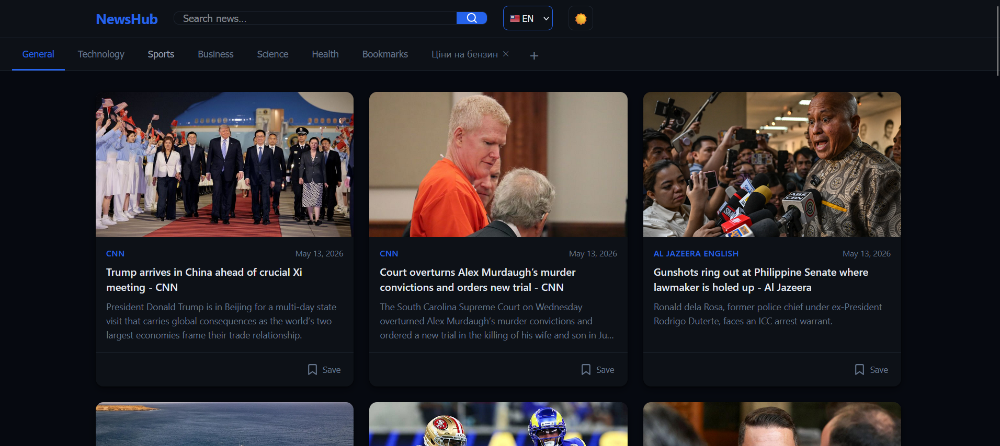 NewsHub
Search news...
EN
General
Technology
Sports
Business
Science
Health
Bookmarks
Ціни на бензин ×
+
CNN
May 13, 2026
Trump arrives in China ahead of crucial Xi
meeting - CNN
President Donald Trump is in Beijing for a multi-day state
visit that carries global consequences as the world’s two
largest economies frame their trade relationship.
Save
CNN
May 13, 2026
Court overturns Alex Murdaugh’s murder
convictions and orders new trial - CNN
The South Carolina Supreme Court on Wednesday
overturned Alex Murdaugh’s murder convictions and
ordered a new trial in the killing of his wife and son in Ju...
Save
ABS
CBN
AL JAZEERA ENGLISH
May 13, 2026
Gunshots ring out at Philippine Senate where
lawmaker is holed up - Al Jazeera
Ronald dela Rosa, former police chief under ex-President
Rodrigo Duterte, faces an ICC arrest warrant.
Save
SF